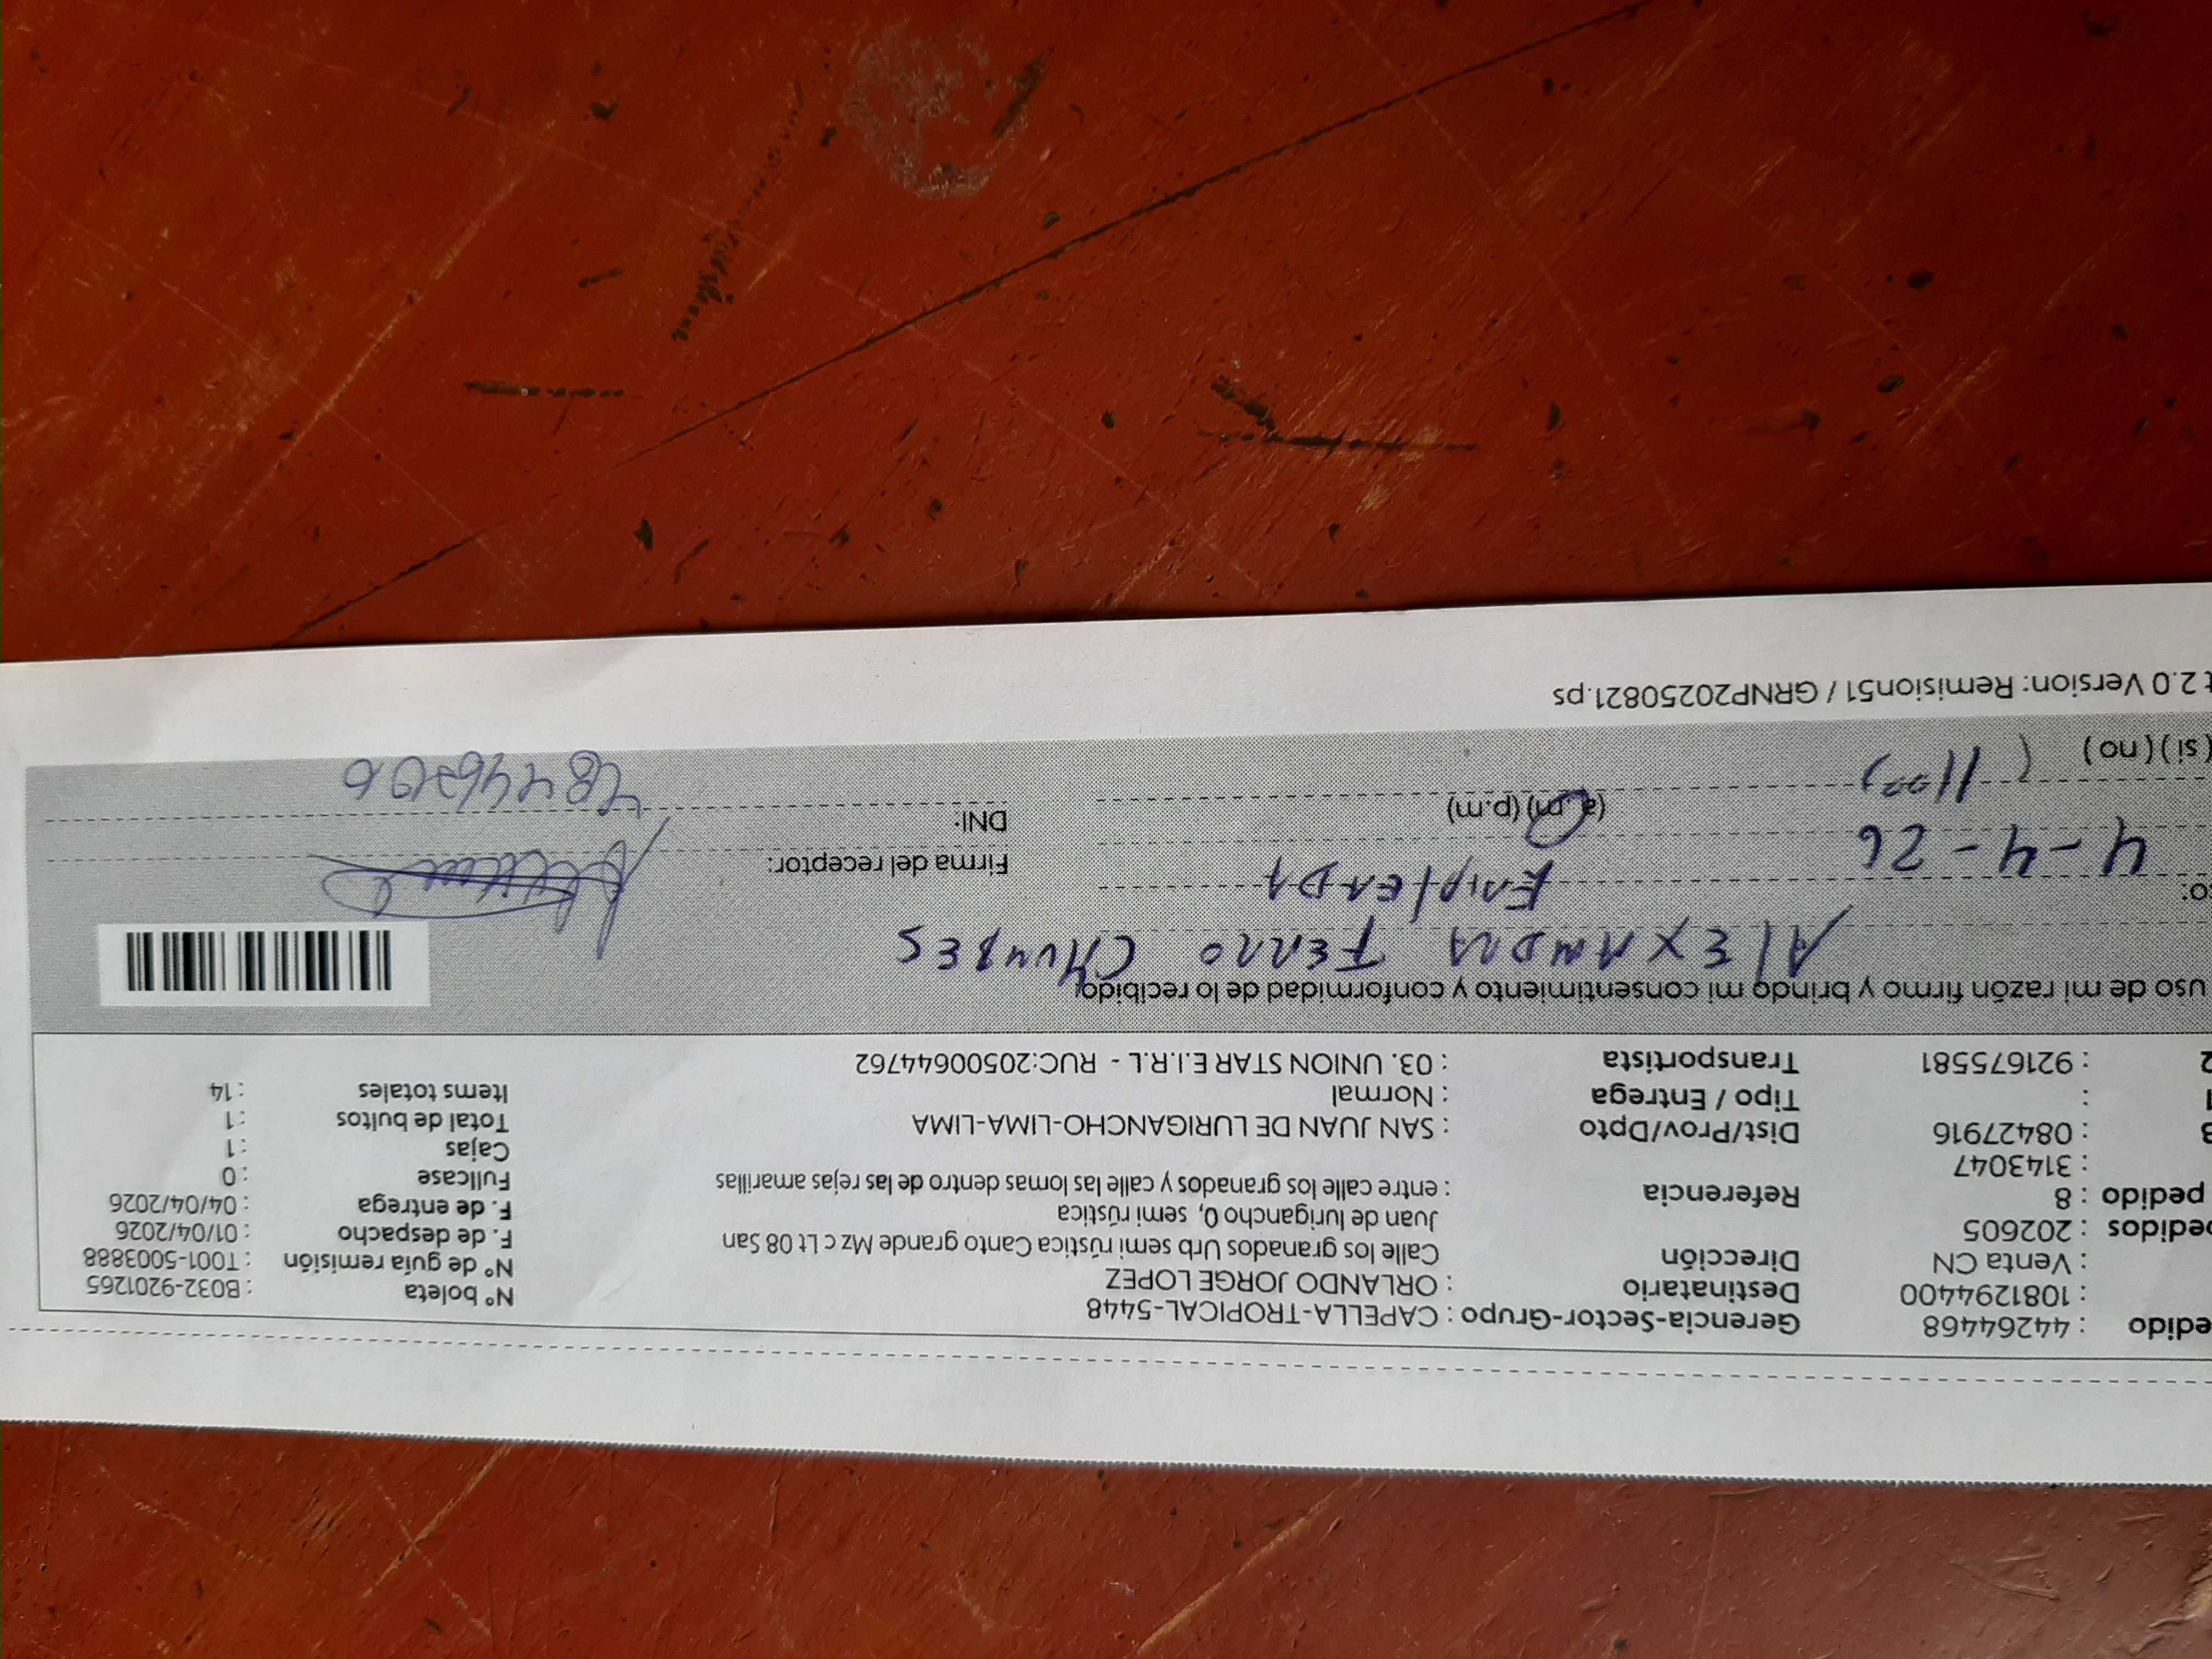 edido : 44264468 Gerencia-Sector-Grupo : CAPELLA-TROPICAL-5448 N° boleta : B032-9201265
: 1081294400 Destinatario : ORLANDO JORGE LOPEZ N° de guía remisión : T001-5003888
: Venta CN Dirección Calle los granados Urb semi rústica Canto grande Mz c Lt 08 San F. de despacho : 01/04/2026
pedidos : 202605 Juan de lurigancho 0, semi rústica F. de entrega : 04/04/2026
pedido : 8 Referencia : entre calle los granados y calle las lomas dentro de las rejas amarillas Fullcase : 0
: 3143047 Cajas : 1
: 08427916 Dist/Prov/Dpto : SAN JUAN DE LURIGANCHO-LIMA-LIMA Total de bultos : 1
: Tipo / Entrega : Normal Items totales : 14
2 : 921675581 Transportista : 03. UNION STAR E.I.R.L - RUC:20500644762
uso de mi razón firmo y brindo mi consentimiento y conformidad de lo recibido
ALEXANDRA FERRO
to:
4-4-26 Firma del receptor:
(a.m) (p.m) DNI:
(si) (no)
t 2.0 Version: Remision51 / GRNP20250821.ps